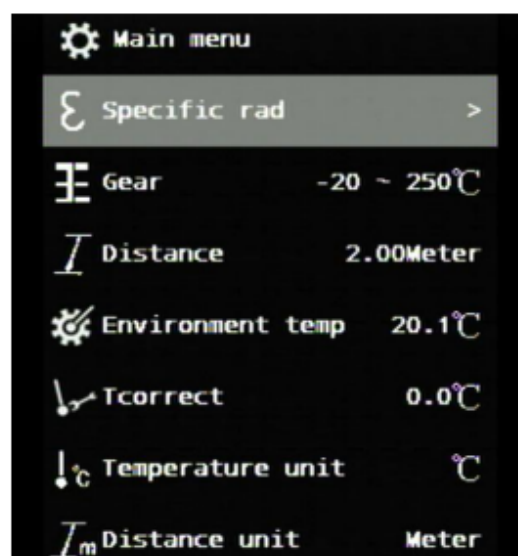 Main menu
ε Specific rad >
Gear -20 ~ 250℃
Distance 2.00Meter
Environment temp 20.1℃
Tcorrect 0.0℃
℃ Temperature unit ℃
m Distance unit Meter